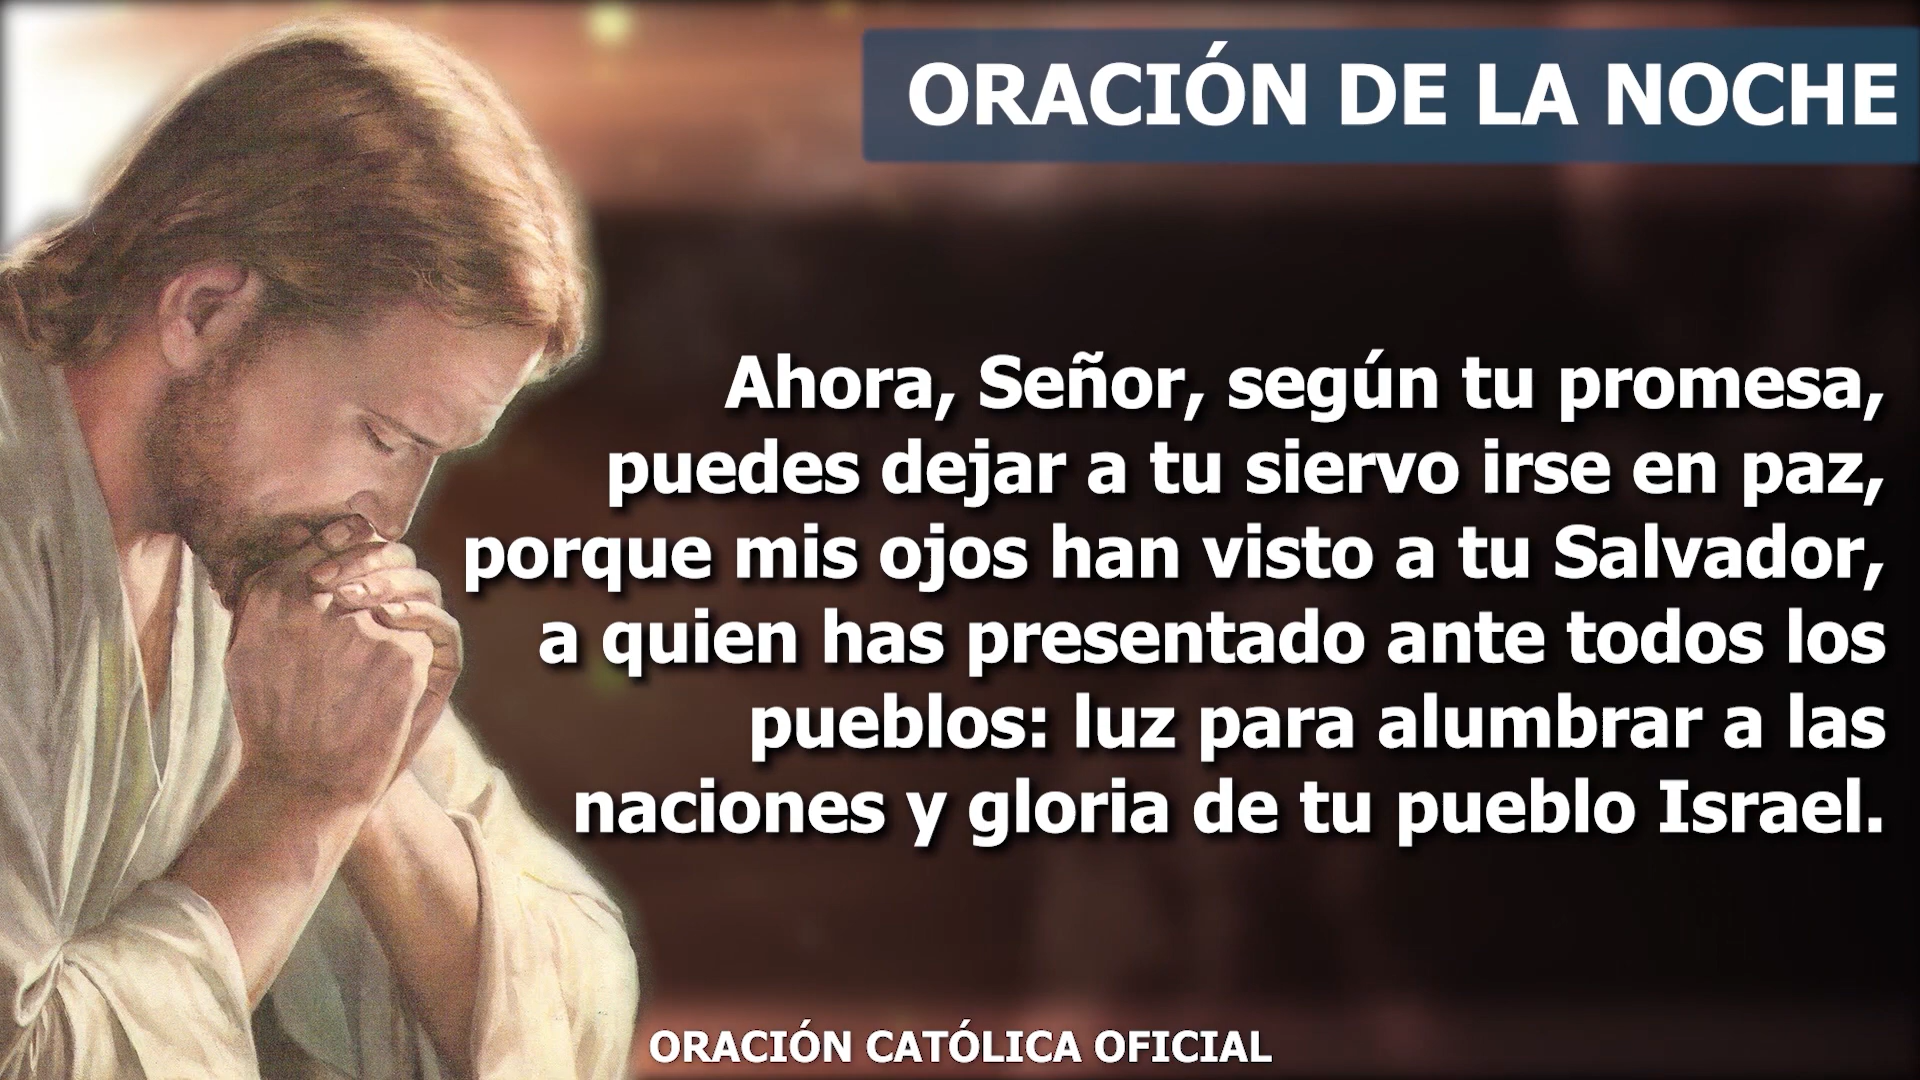 ORACIÓN DE LA NOCHE
Ahora, Señor, según tu promesa,
puedes dejar a tu siervo irse en paz,
porque mis ojos han visto a tu Salvador,
a quien has presentado ante todos los
pueblos: luz para alumbrar a las
naciones y gloria de tu pueblo Israel.
ORACIÓN CATÓLICA OFICIAL